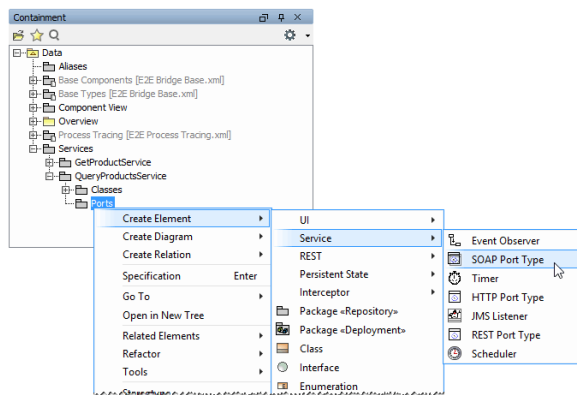 Containment
Data
Aliases
Base Components [E2E Bridge Base.xml]
Base Types [E2E Bridge Base.xml]
Component View
Overview
Process Tracing [E2E Process Tracing.xml]
Services
GetProductService
QueryProductsService
Classes
Ports
Create Element
Create Diagram
Create Relation
Specification Enter
Go To
Open in New Tree
Related Elements
Refactor
Tools
UI
Service
REST
Persistent State
Interceptor
Package «Repository»
Package «Deployment»
Class
Interface
Enumeration
Event Observer
SOAP Port Type
Timer
HTTP Port Type
JMS Listener
REST Port Type
Scheduler